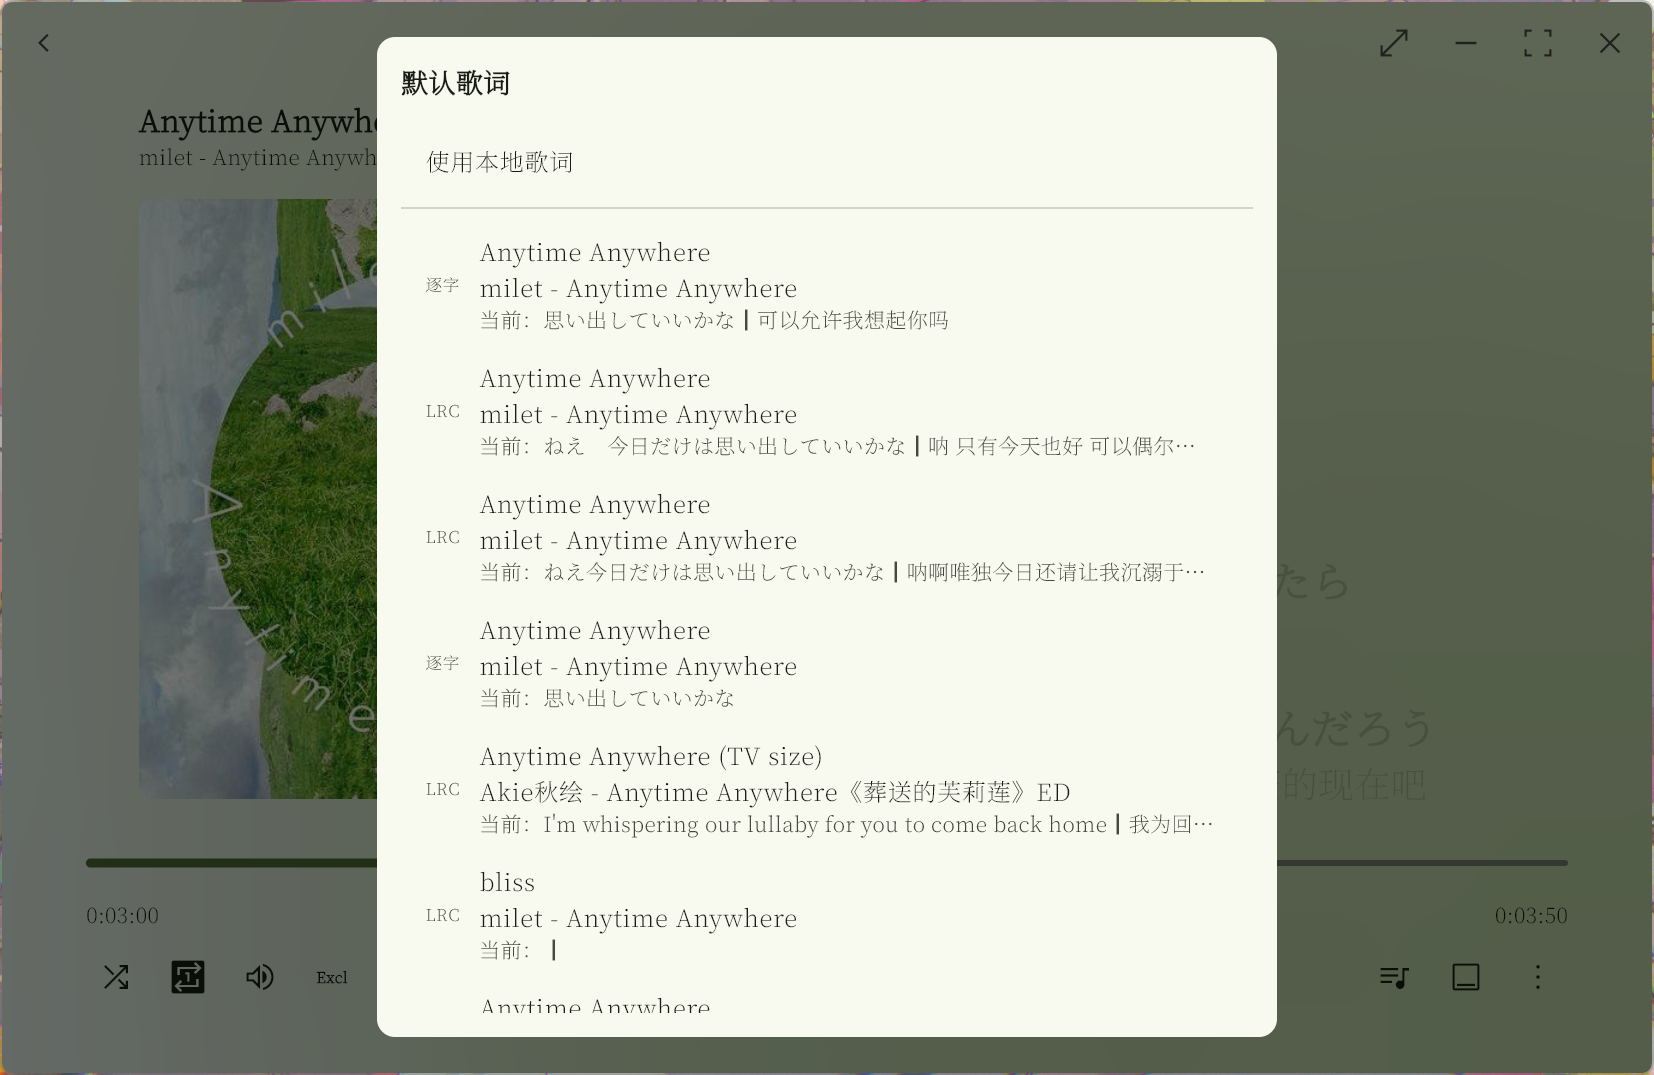 Anytime Anywhe
milet - Anytime Anywh
mile
Anytime
默认歌词
使用本地歌词
逐字
Anytime Anywhere
milet - Anytime Anywhere
当前：思い出していいかな┃可以允许我想起你吗
LRC
Anytime Anywhere
milet - Anytime Anywhere
当前：ねえ　今日だけは思い出していいかな┃呐 只有今天也好 可以偶尔…
LRC
Anytime Anywhere
milet - Anytime Anywhere
当前：ねえ今日だけは思い出していいかな┃呐啊唯独今日还请让我沉溺于…
逐字
Anytime Anywhere
milet - Anytime Anywhere
当前：思い出していいかな
LRC
Anytime Anywhere (TV size)
Akie秋绘 - Anytime Anywhere《葬送的芙莉莲》ED
当前：I'm whispering our lullaby for you to come back home┃我为回…
LRC
bliss
milet - Anytime Anywhere
当前：┃
Anytime Anywhere
たら
んだろう
的现在吧
0:03:00
0:03:50
Excl